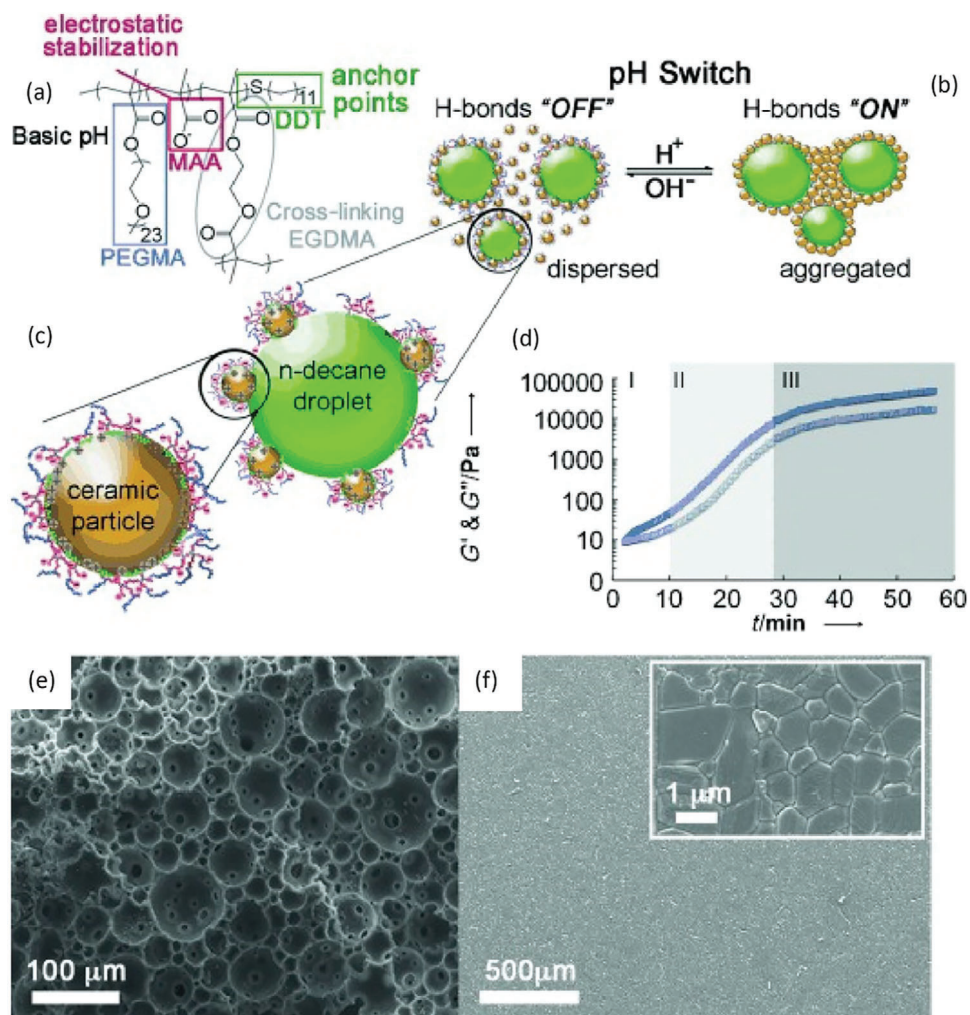 electrostatic
stabilization
(a)
S
11
anchor
points
DDT
Basic pH
O
O
O
O
O⁻
MAA
O
O
O
O
23
PEGMA
Cross-linking
EGDMA
pH Switch
(b)
H-bonds "OFF"
H-bonds "ON"
H⁺
OH⁻
dispersed
aggregated
(c)
n-decane
droplet
ceramic
particle
(d)
I
II
III
100000
10000
1000
100
10
0
G' & G''/Pa
0
10
20
30
40
50
60
t/min
(e)
100 μm
(f)
1 μm
500μm